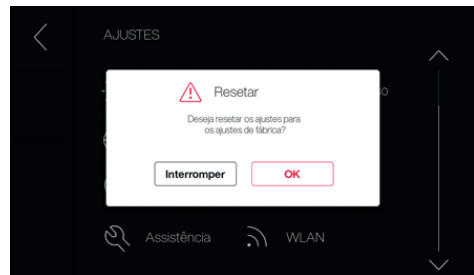 AJUSTES
Resetar
Deseja resetar os ajustes para
os ajustes de fábrica?
Interromper
OK
Assistência
WLAN